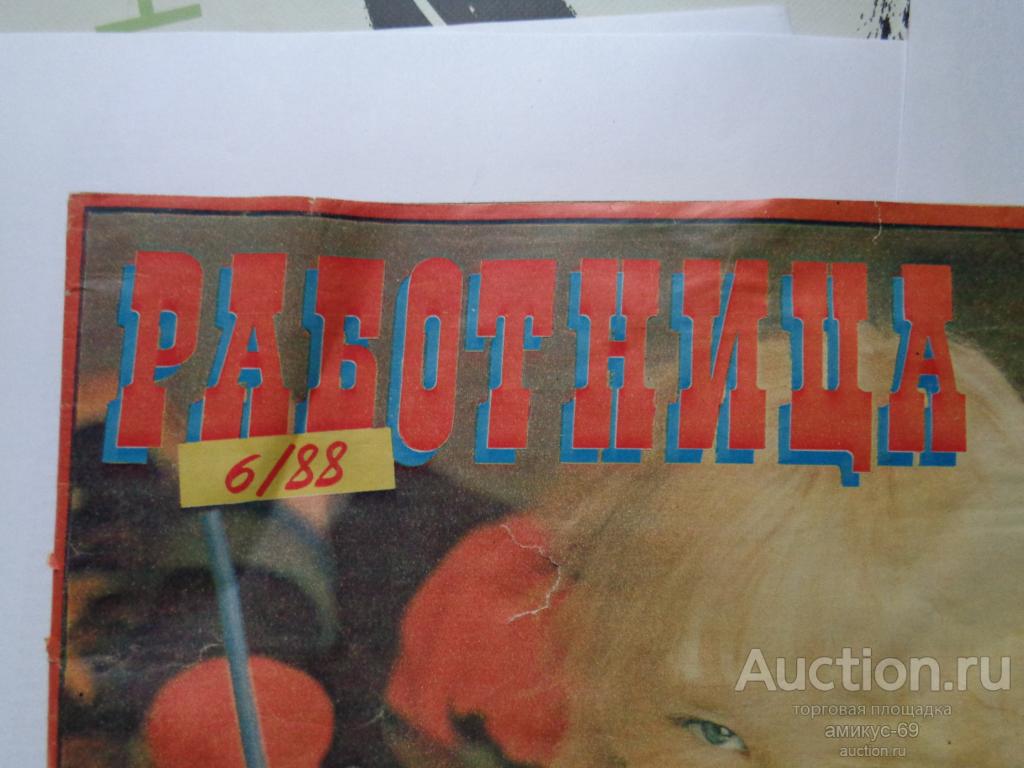 РАБОТНИЦА
6/88
Auction.ru
торговая площадка
амикус-69
auction.ru